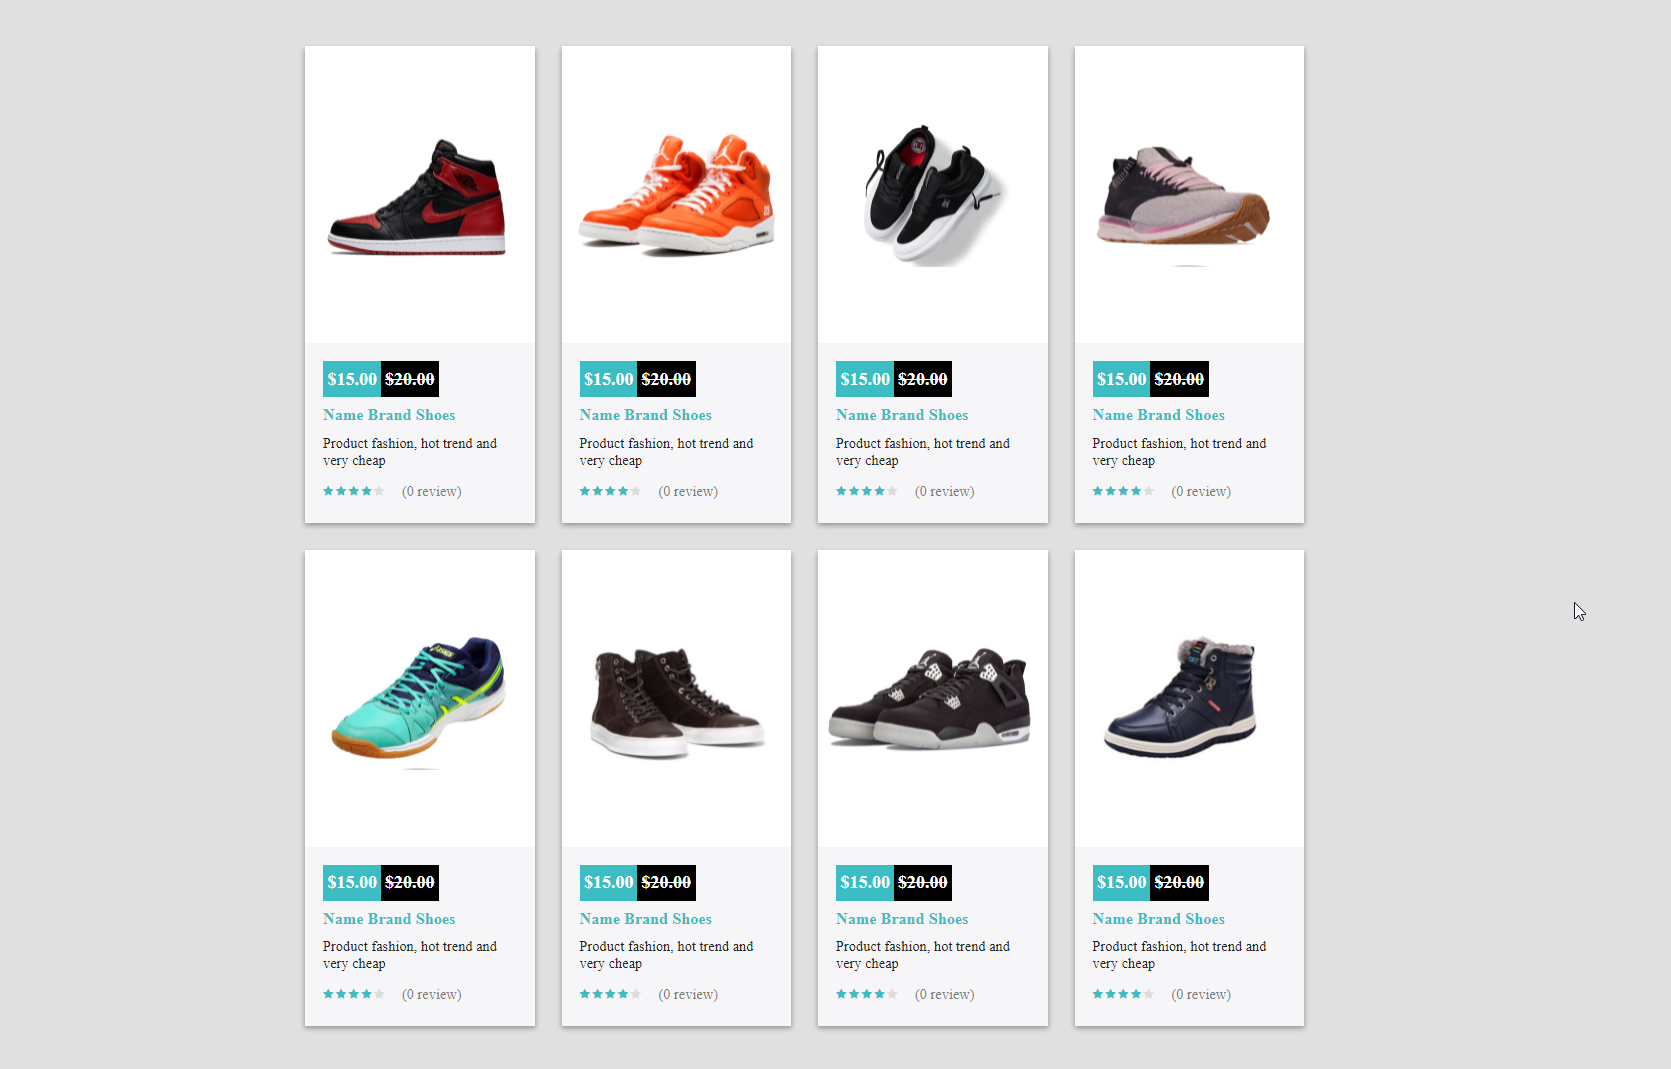 $15.00 $20.00
Name Brand Shoes
Product fashion, hot trend and
very cheap
(0 review)
$15.00 $20.00
Name Brand Shoes
Product fashion, hot trend and
very cheap
(0 review)
$15.00 $20.00
Name Brand Shoes
Product fashion, hot trend and
very cheap
(0 review)
$15.00 $20.00
Name Brand Shoes
Product fashion, hot trend and
very cheap
(0 review)
$15.00 $20.00
Name Brand Shoes
Product fashion, hot trend and
very cheap
(0 review)
$15.00 $20.00
Name Brand Shoes
Product fashion, hot trend and
very cheap
(0 review)
$15.00 $20.00
Name Brand Shoes
Product fashion, hot trend and
very cheap
(0 review)
$15.00 $20.00
Name Brand Shoes
Product fashion, hot trend and
very cheap
(0 review)